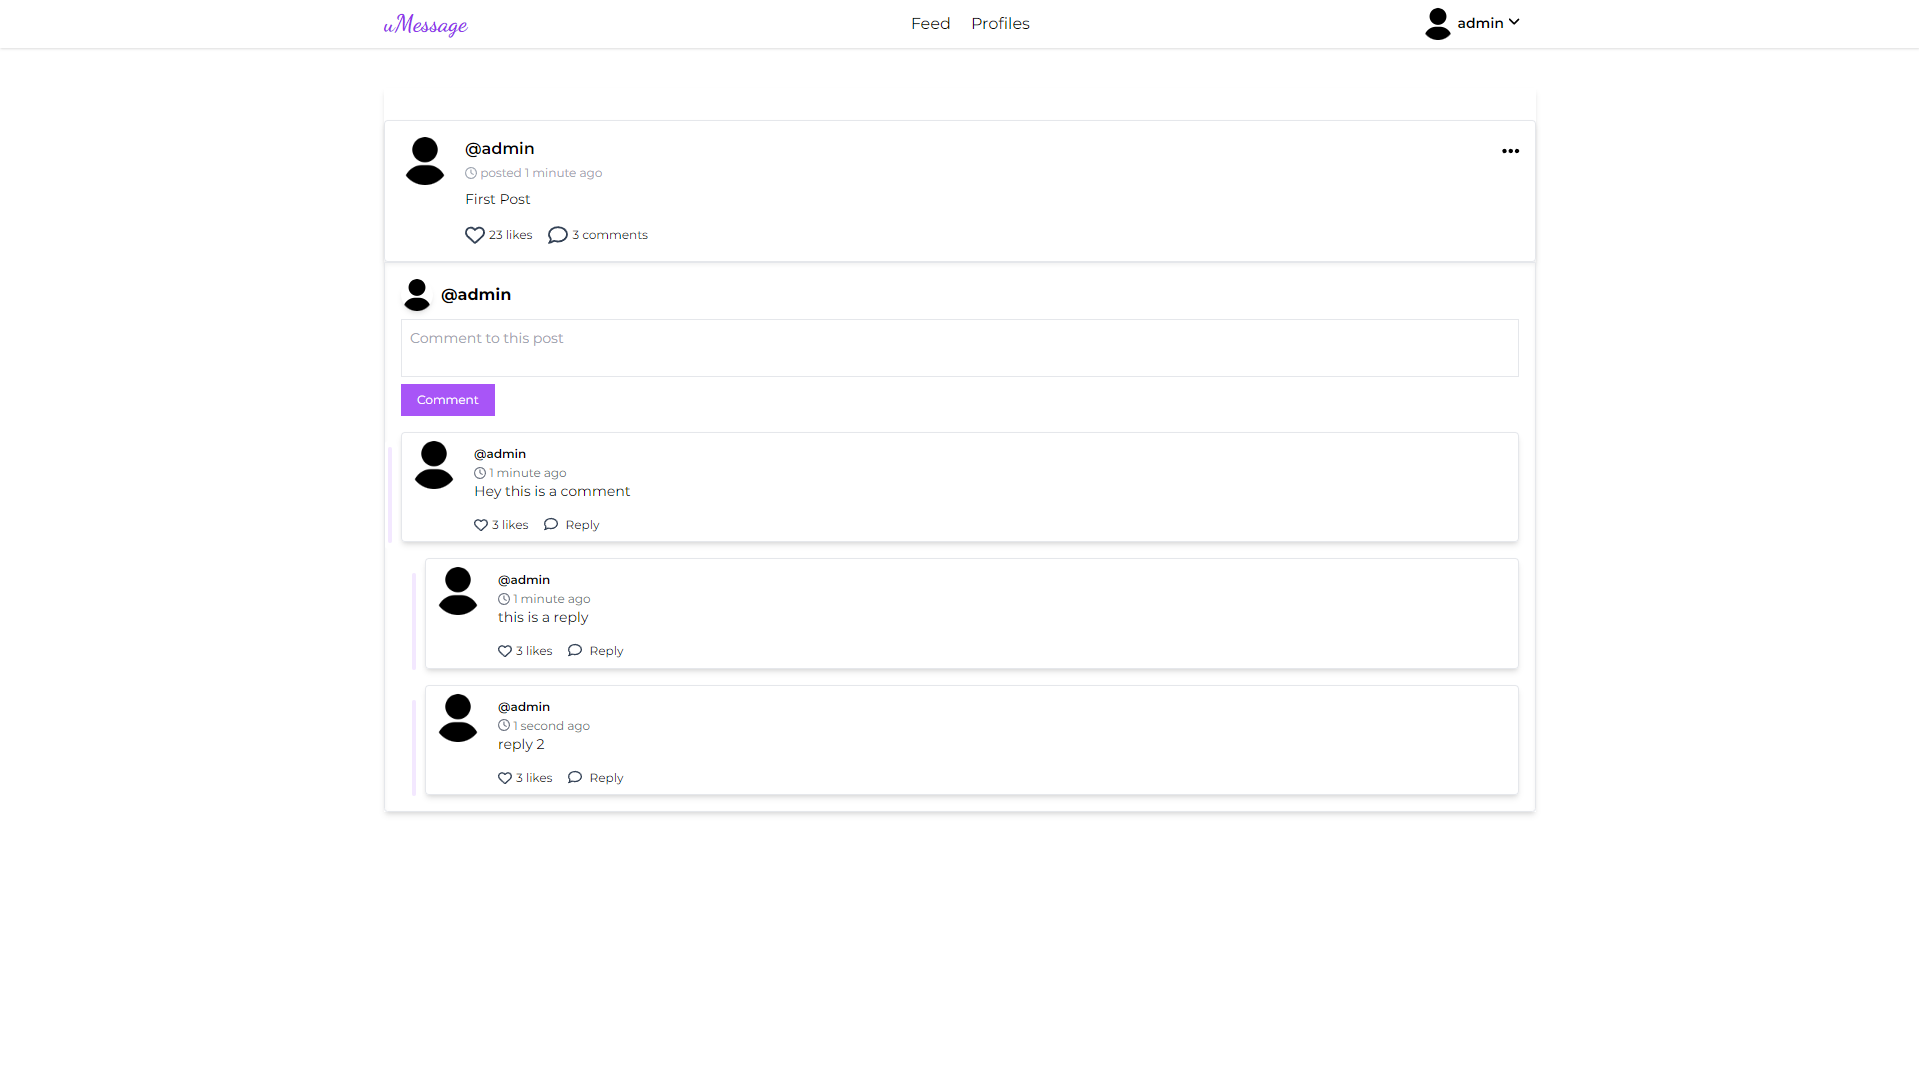 uMessage
Feed Profiles
admin
@admin
posted 1 minute ago
First Post
23 likes 3 comments
@admin
Comment to this post
Comment
@admin
1 minute ago
Hey this is a comment
3 likes Reply
@admin
1 minute ago
this is a reply
3 likes Reply
@admin
1 second ago
reply 2
3 likes Reply